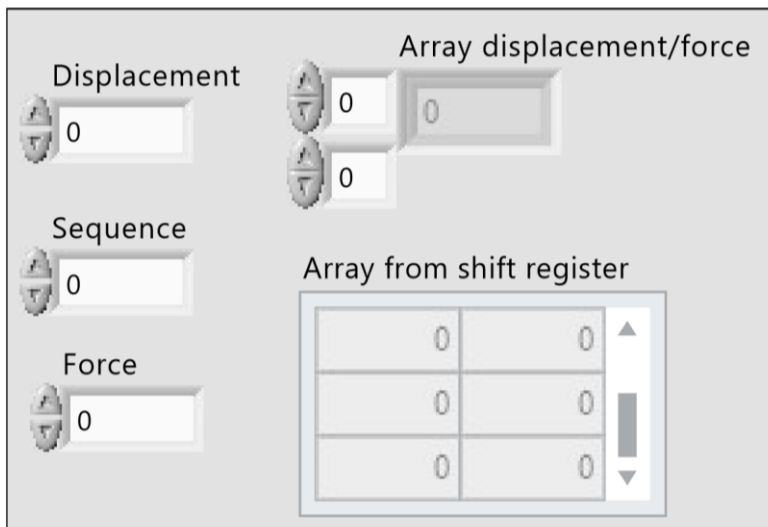 Displacement
0
Array displacement/force
0
0
0
Sequence
0
Force
0
Array from shift register
0 0
0 0
0 0